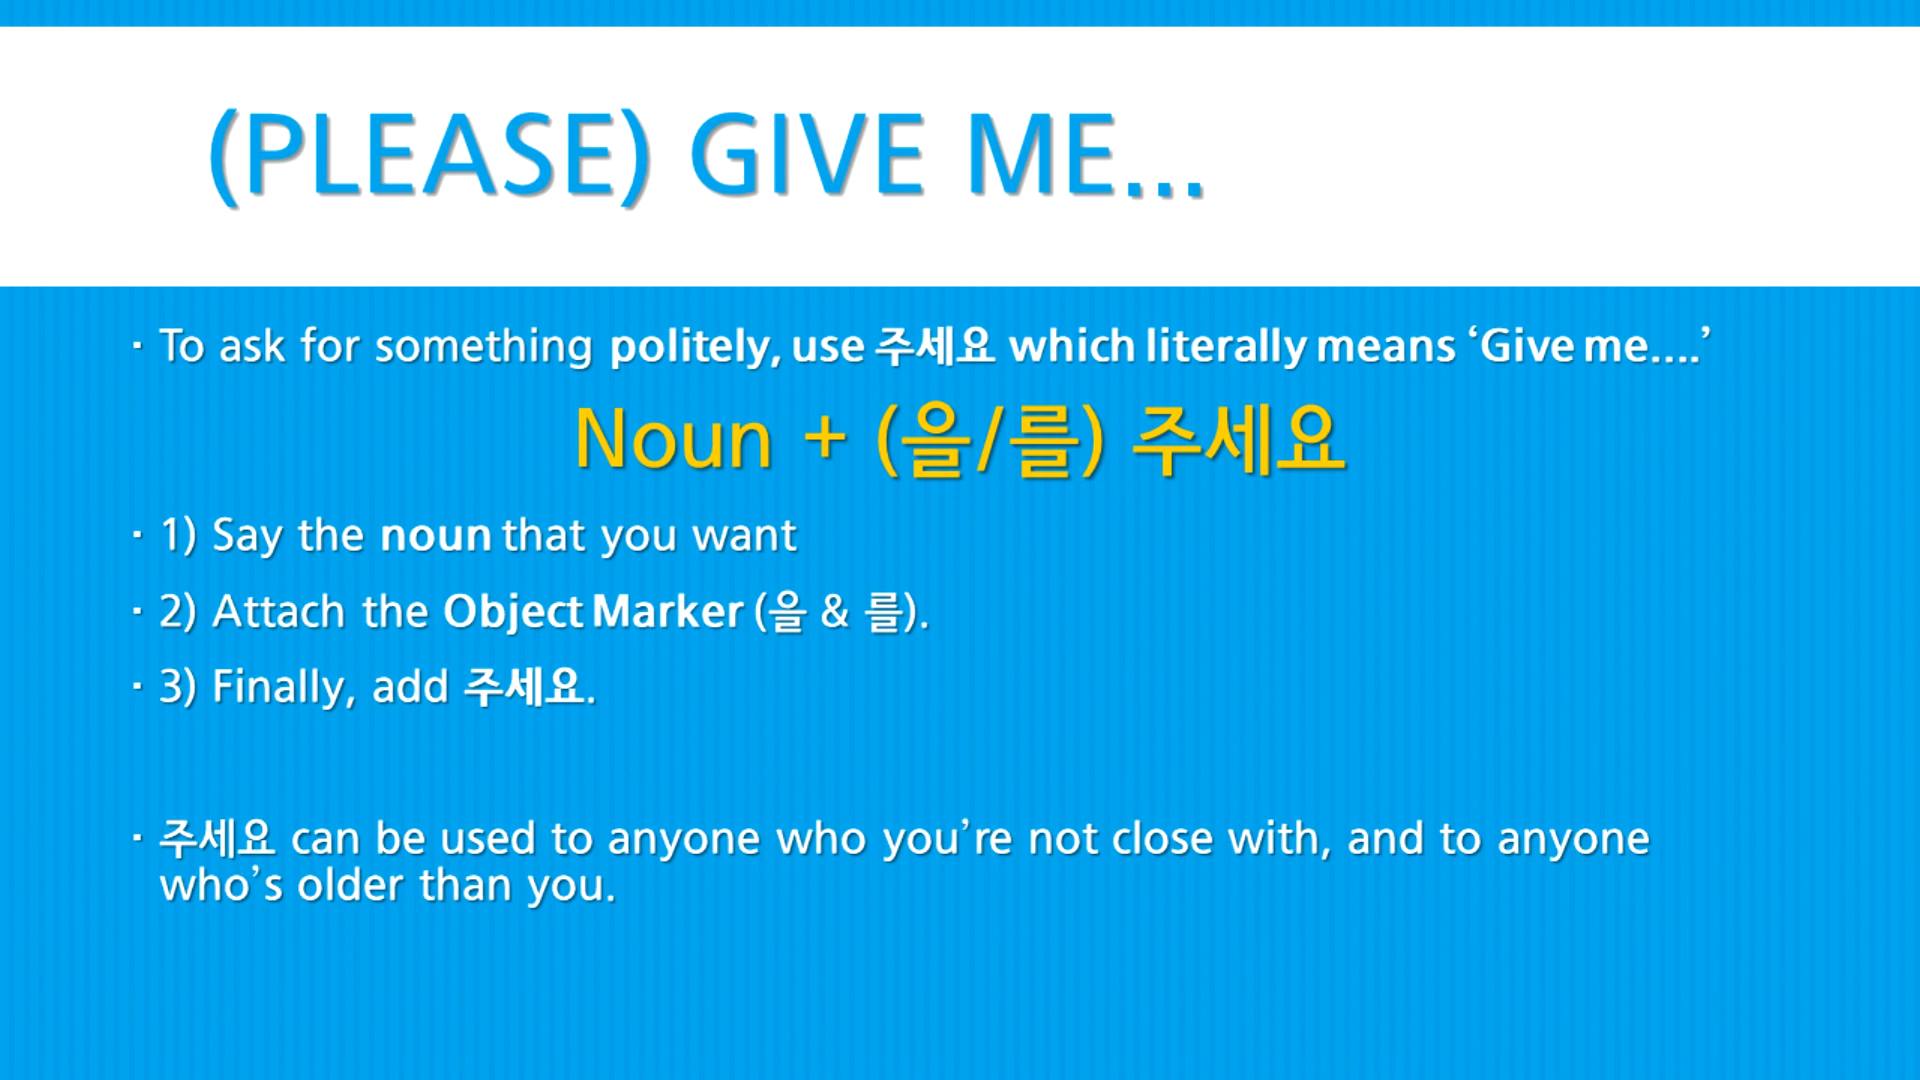 (PLEASE) GIVE ME...
▪ To ask for something politely, use 주세요 which literally means ‘Give me....’
Noun + (을/를) 주세요
▪ 1) Say the noun that you want
▪ 2) Attach the Object Marker (을 & 를).
▪ 3) Finally, add 주세요.
▪ 주세요 can be used to anyone who you’re not close with, and to anyone
who’s older than you.